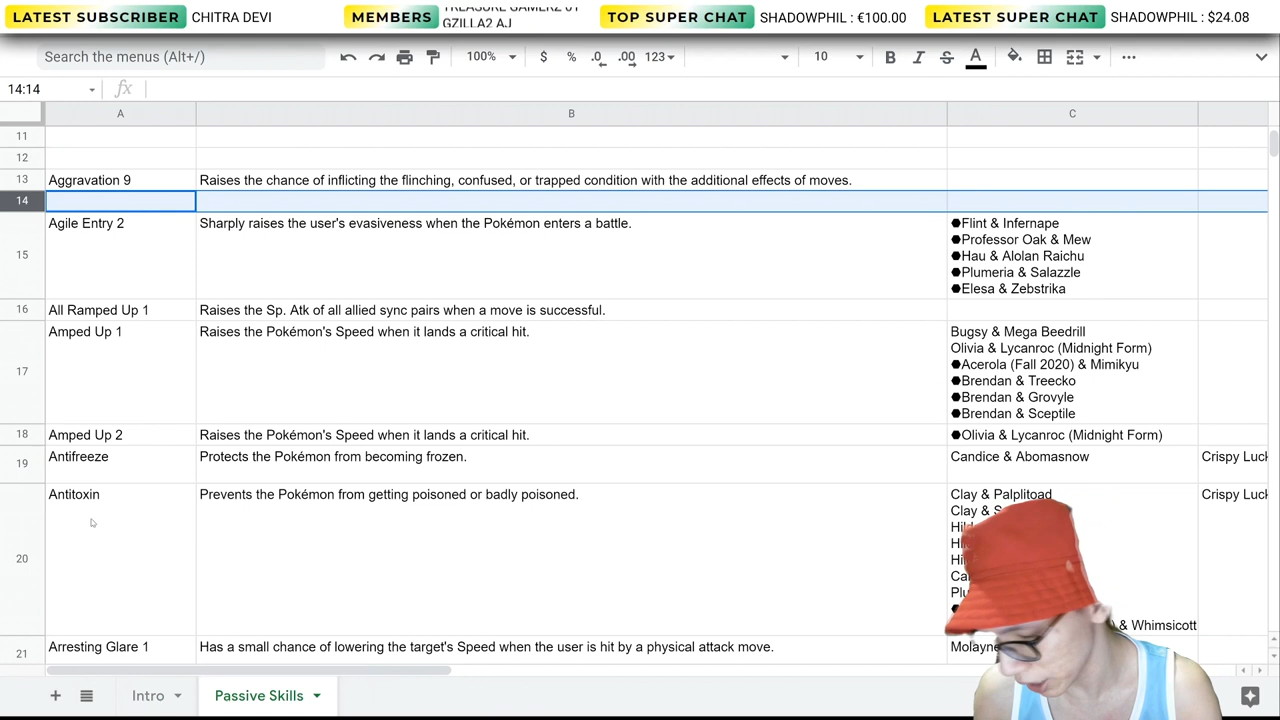 LATEST SUBSCRIBER CHITRA DEVI MEMBERS GZILLA2 A.J TOP SUPER CHAT SHADOWPHIL : €100.00 LATEST SUPER CHAT SHADOWPHIL : $24.08
Search the menus (Alt+/) 100% $ % .0 .00 123 10 B I S A
14:14 fx
A B C
11
12
13 Aggravation 9 Raises the chance of inflicting the flinching, confused, or trapped condition with the additional effects of moves.
14
15 Agile Entry 2 Sharply raises the user's evasiveness when the Pokémon enters a battle. ⬣Flint & Infernape
⬣Professor Oak & Mew
⬣Hau & Alolan Raichu
⬣Plumeria & Salazzle
⬣Elesa & Zebstrika
16 All Ramped Up 1 Raises the Sp. Atk of all allied sync pairs when a move is successful.
17 Amped Up 1 Raises the Pokémon's Speed when it lands a critical hit. Bugsy & Mega Beedrill
Olivia & Lycanroc (Midnight Form)
⬣Acerola (Fall 2020) & Mimikyu
⬣Brendan & Treecko
⬣Brendan & Grovyle
⬣Brendan & Sceptile
18 Amped Up 2 Raises the Pokémon's Speed when it lands a critical hit. ⬣Olivia & Lycanroc (Midnight Form)
19 Antifreeze Protects the Pokémon from becoming frozen. Candice & Abomasnow Crispy Luck
20 Antitoxin Prevents the Pokémon from getting poisoned or badly poisoned. Clay & Palpitoad Crispy Luck
Clay &
& Whimsicott
21 Arresting Glare 1 Has a small chance of lowering the target's Speed when the user is hit by a physical attack move. Molayne
Intro Passive Skills